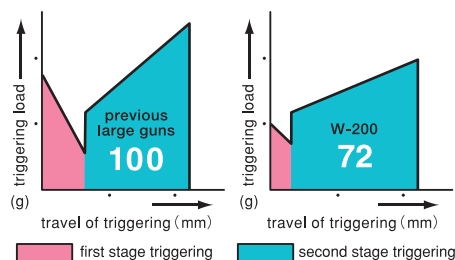 triggering load
previous
large guns
100
(g)
travel of triggering (mm)
triggering load
W-200
72
(g)
travel of triggering (mm)
first stage triggering
second stage triggering